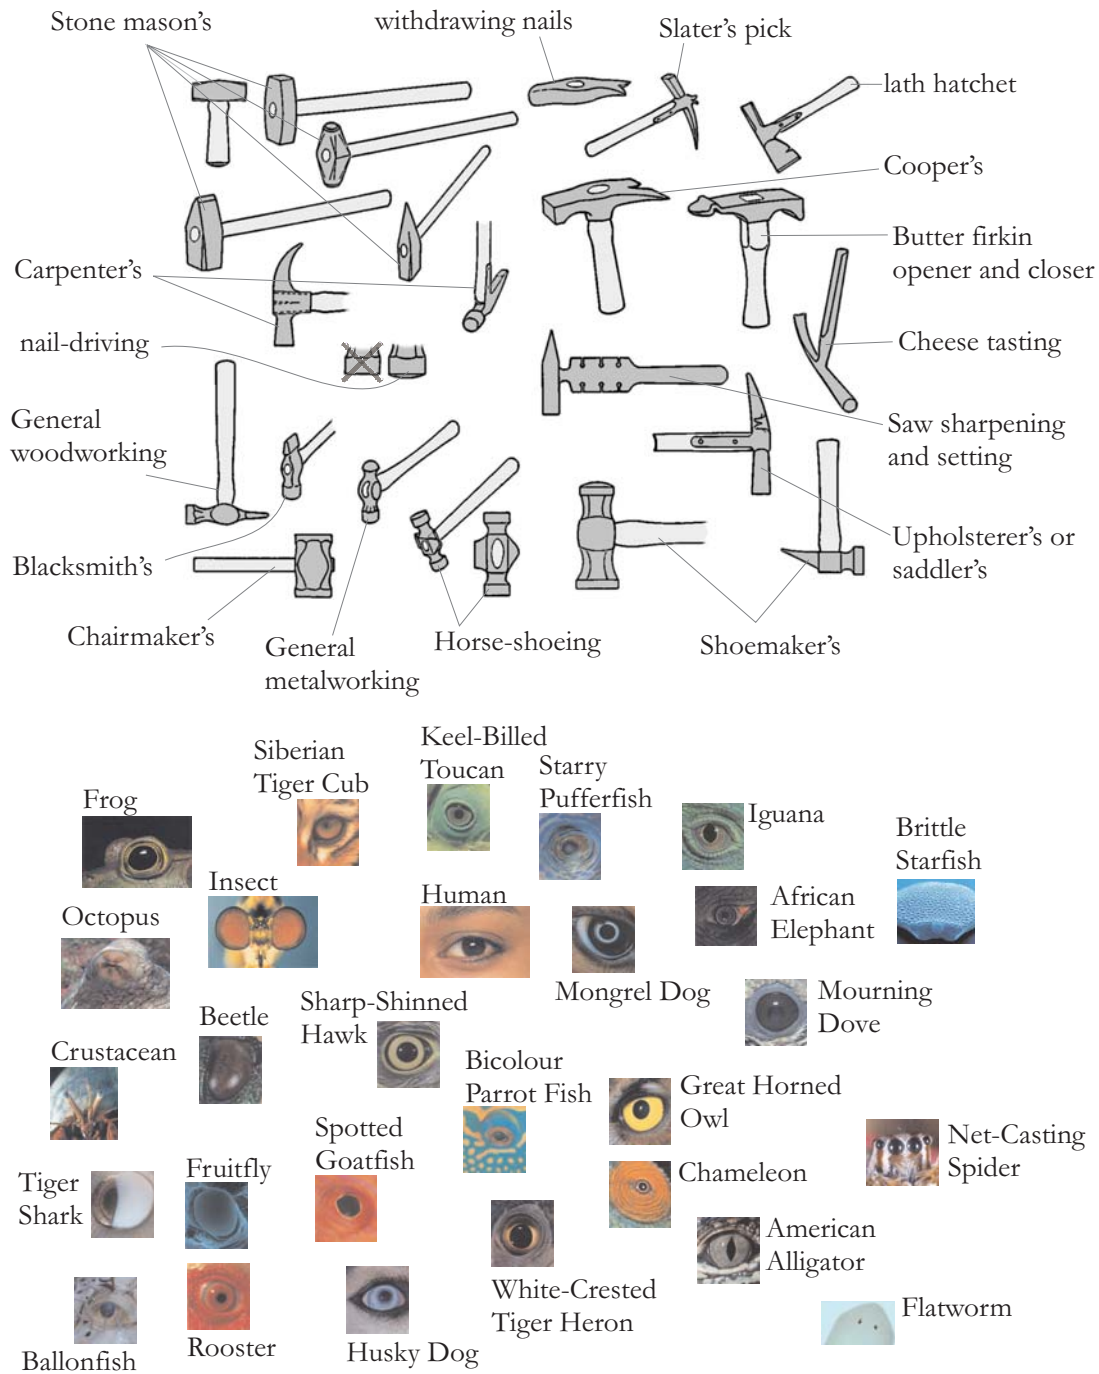 Stone mason's
withdrawing nails
Slater's pick
lath hatchet
Cooper's
Butter firkin
opener and closer
Carpenter's
nail-driving
Cheese tasting
General
woodworking
Saw sharpening
and setting
Blacksmith's
Upholsterer's or
saddler's
Chairmaker's
General
metalworking
Horse-shoeing
Shoemaker's
Siberian
Tiger Cub
Keel-Billed
Toucan
Starry
Pufferfish
Frog
Iguana
Brittle
Starfish
Insect
Human
African
Elephant
Octopus
Mongrel Dog
Mourning
Dove
Sharp-Shinned
Hawk
Beetle
Crustacean
Bicolour
Parrot Fish
Great Horned
Owl
Spotted
Goatfish
Net-Casting
Spider
Tiger
Shark
Fruitfly
Chameleon
American
Alligator
White-Crested
Tiger Heron
Flatworm
Ballonfish
Rooster
Husky Dog